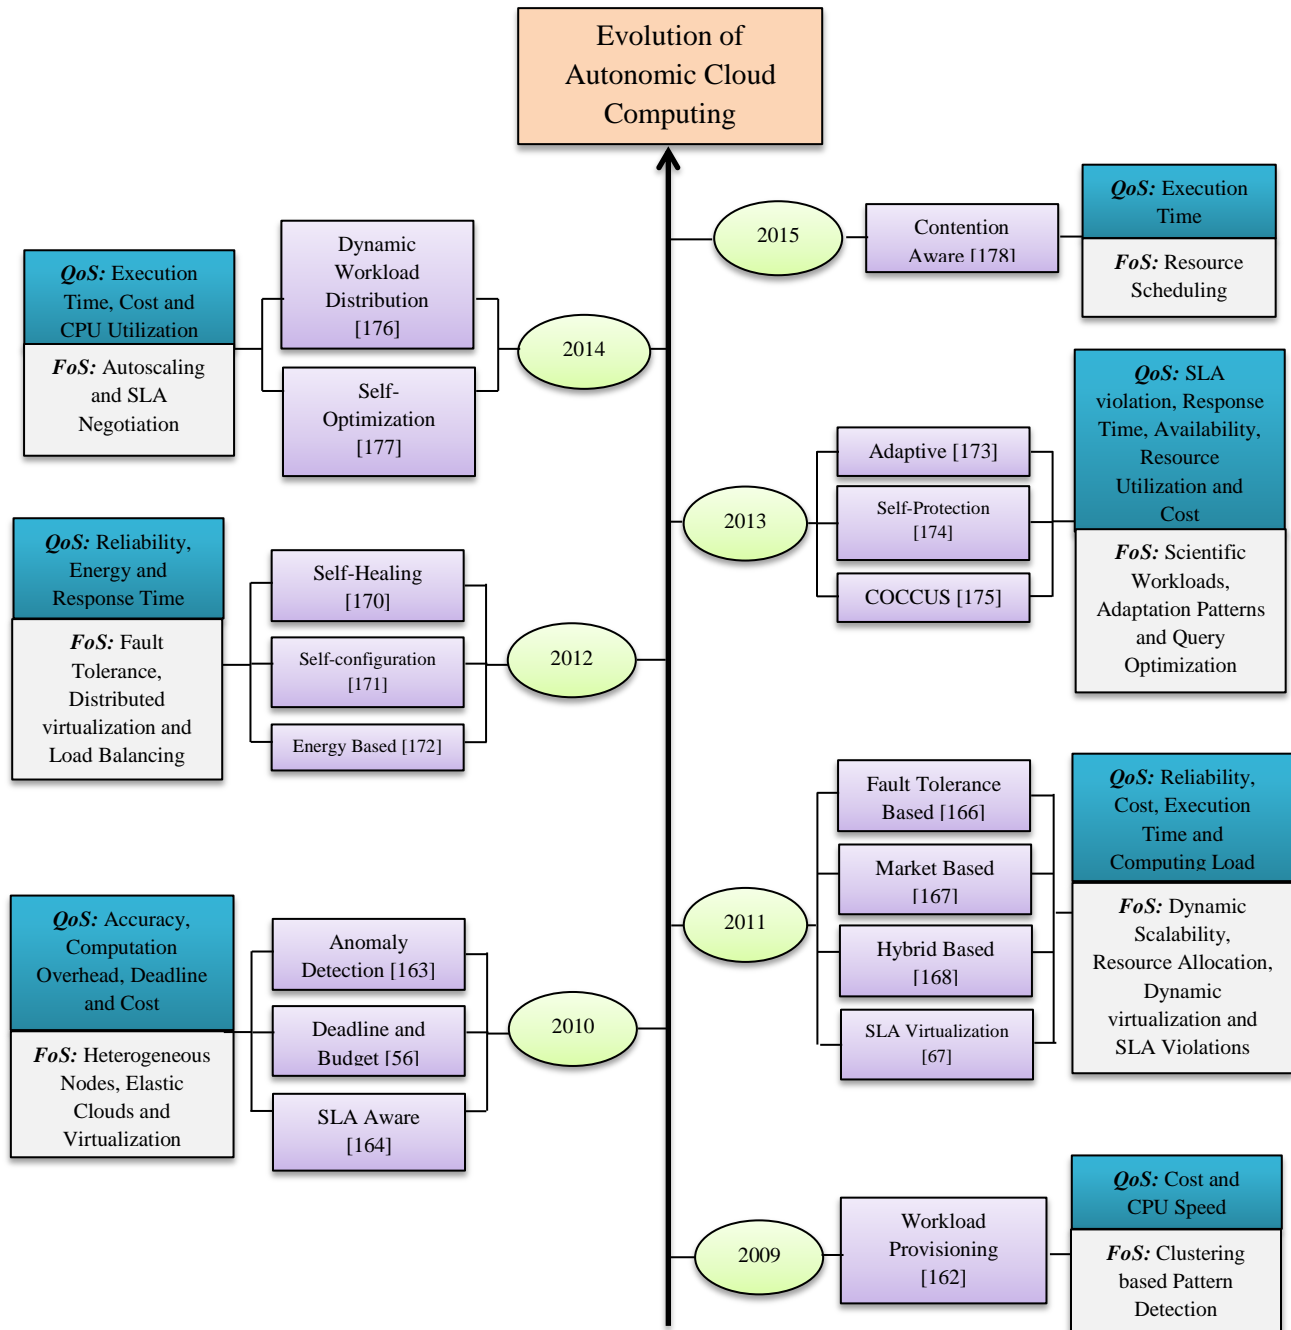 Evolution of
Autonomic Cloud
Computing
2015
Contention
Aware [178]
QoS: Execution
Time
FoS: Resource
Scheduling
QoS: Execution
Time, Cost and
CPU Utilization
FoS: Autoscaling
and SLA
Negotiation
Dynamic
Workload
Distribution
[176]
Self-
Optimization
[177]
2014
2013
Adaptive [173]
Self-Protection
[174]
COCCUS [175]
QoS: SLA
violation, Response
Time, Availability,
Resource
Utilization and
Cost
FoS: Scientific
Workloads,
Adaptation Patterns
and Query
Optimization
QoS: Reliability,
Energy and
Response Time
FoS: Fault
Tolerance,
Distributed
virtualization and
Load Balancing
Self-Healing
[170]
Self-configuration
[171]
Energy Based [172]
2012
2011
Fault Tolerance
Based [166]
Market Based
[167]
Hybrid Based
[168]
SLA Virtualization
[67]
QoS: Reliability,
Cost, Execution
Time and
Computing Load
FoS: Dynamic
Scalability,
Resource Allocation,
Dynamic
virtualization and
SLA Violations
QoS: Accuracy,
Computation
Overhead, Deadline
and Cost
FoS: Heterogeneous
Nodes, Elastic
Clouds and
Virtualization
Anomaly
Detection [163]
Deadline and
Budget [56]
SLA Aware
[164]
2010
2009
Workload
Provisioning
[162]
QoS: Cost and
CPU Speed
FoS: Clustering
based Pattern
Detection